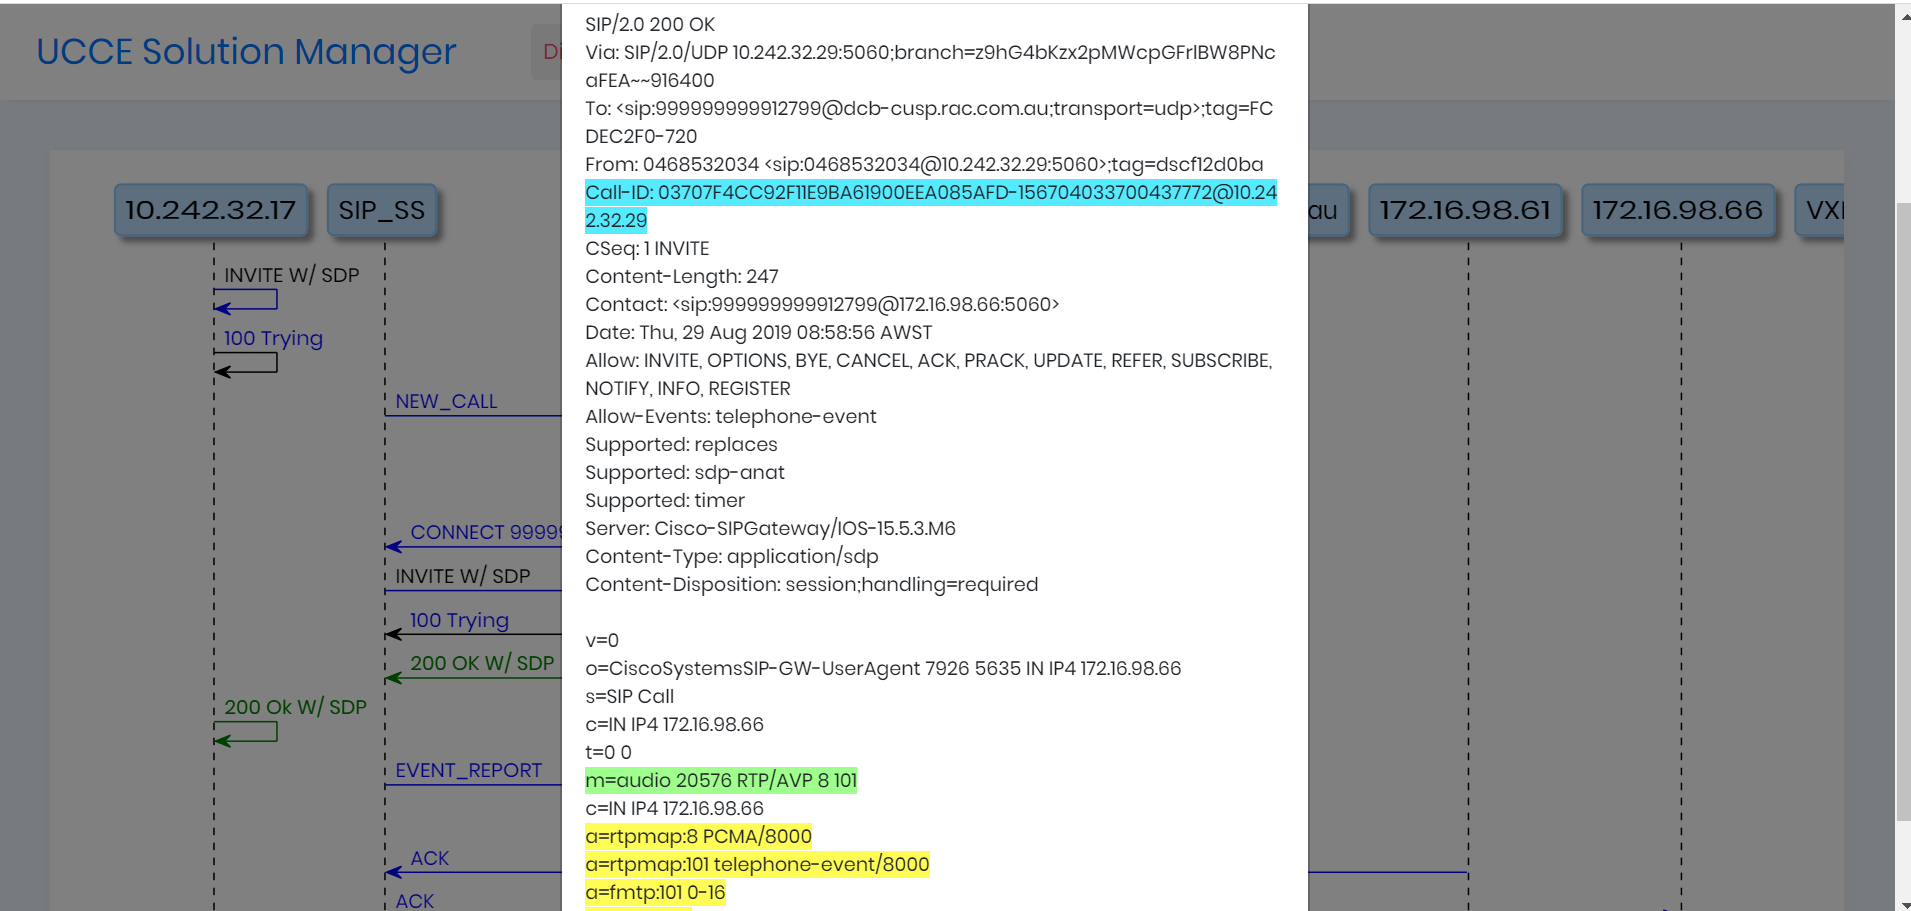 UCCE Solution Manager
Di
SIP/2.0 200 OK
Via: SIP/2.0/UDP 10.242.32.29:5060;branch=z9hG4bKzx2pMWcpGFrlBW8PNc
aFEA~~916400
To: <sip:999999999912799@dcb-cusp.rac.com.au;transport=udp>;tag=FC
DEC2F0-720
From: 0468532034 <sip:0468532034@10.242.32.29:5060>;tag=dscf12d0ba
Call-ID: 03707F4CC92F11E9BA61900EEA085AFD-156704033700437772@10.24
2.32.29
CSeq: 1 INVITE
Content-Length: 247
Contact: <sip:999999999912799@172.16.98.66:5060>
Date: Thu, 29 Aug 2019 08:58:56 AWST
Allow: INVITE, OPTIONS, BYE, CANCEL, ACK, PRACK, UPDATE, REFER, SUBSCRIBE,
NOTIFY, INFO, REGISTER
Allow-Events: telephone-event
Supported: replaces
Supported: sdp-anat
Supported: timer
Server: Cisco-SIPGateway/IOS-15.5.3.M6
Content-Type: application/sdp
Content-Disposition: session;handling=required
v=0
o=CiscoSystemsSIP-GW-UserAgent 7926 5635 IN IP4 172.16.98.66
s=SIP Call
c=IN IP4 172.16.98.66
t=0 0
m=audio 20576 RTP/AVP 8 101
c=IN IP4 172.16.98.66
a=rtpmap:8 PCMA/8000
a=rtpmap:101 telephone-event/8000
a=fmtp:101 0-16
10.242.32.17
SIP_SS
au
172.16.98.61
172.16.98.66
VXI
INVITE W/ SDP
100 Trying
NEW_CALL
CONNECT 99999
INVITE W/ SDP
100 Trying
200 OK W/ SDP
200 Ok W/ SDP
EVENT_REPORT
ACK
ACK